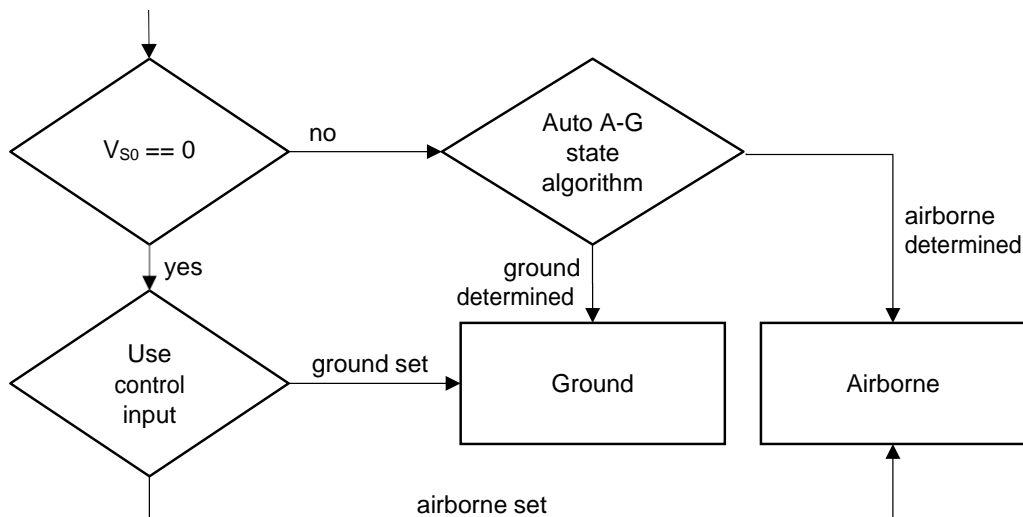 V_S0 == 0
no
Auto A-G
state
algorithm
airborne
determined
yes
ground
determined
Use
control
input
ground set
Ground
Airborne
airborne set